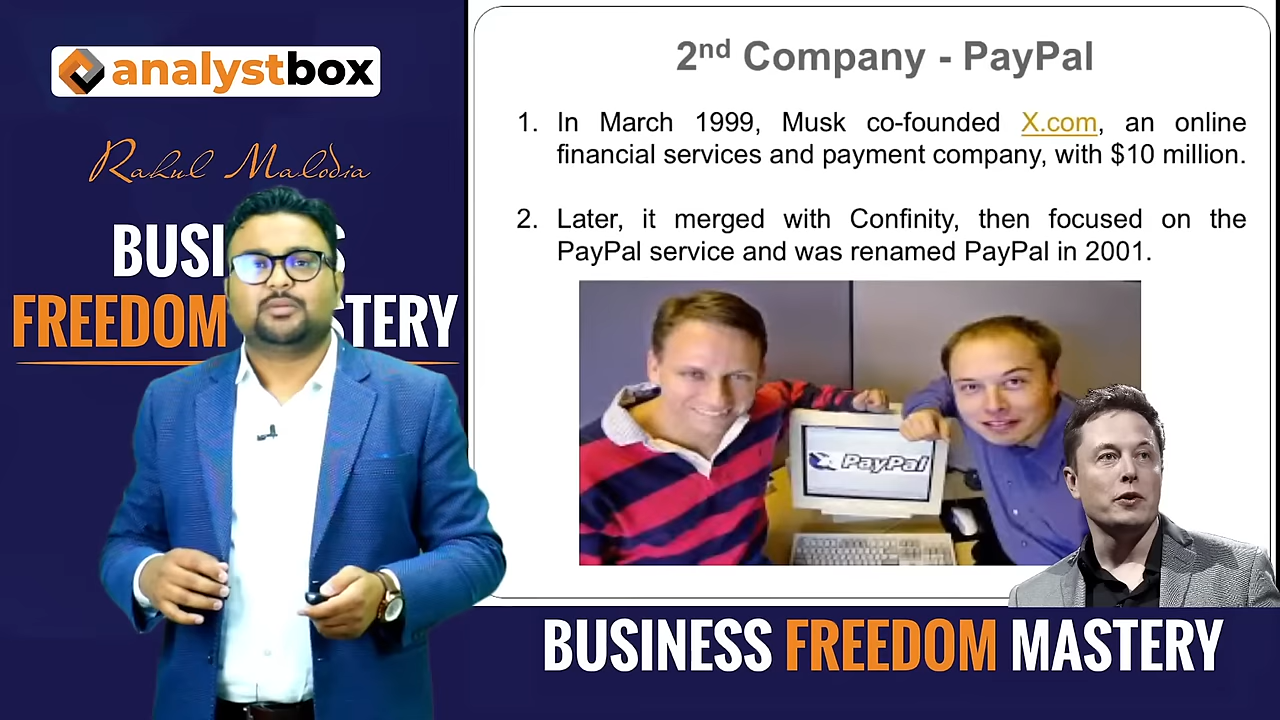 analystbox
Rahul Malodia
BUSI S
FREEDOM STERY
2nd Company - PayPal
1. In March 1999, Musk co-founded X.com, an online
financial services and payment company, with $10 million.
2. Later, it merged with Confinity, then focused on the
PayPal service and was renamed PayPal in 2001.
PayPal
BUSINESS FREEDOM MASTERY